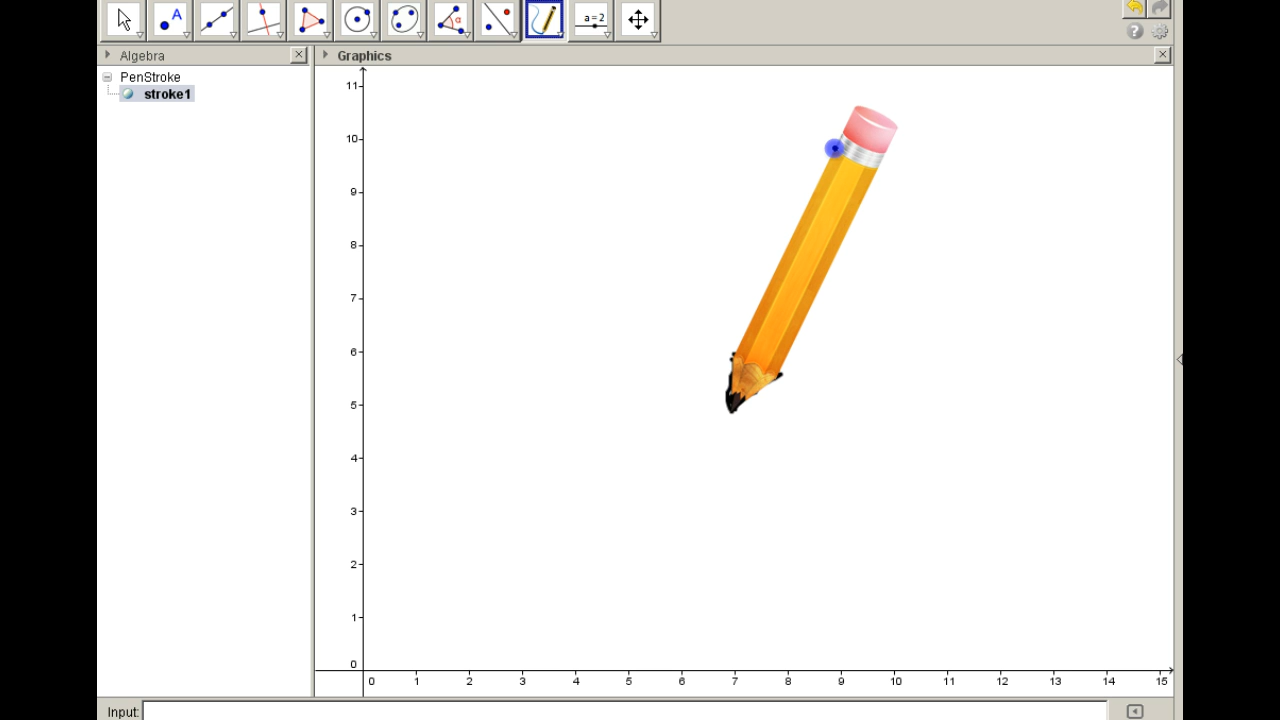 A
α
a=2
Algebra
Graphics
PenStroke
stroke1
11
10
9
8
7
6
5
4
3
2
1
0
0 1 2 3 4 5 6 7 8 9 10 11 12 13 14 15
Input: